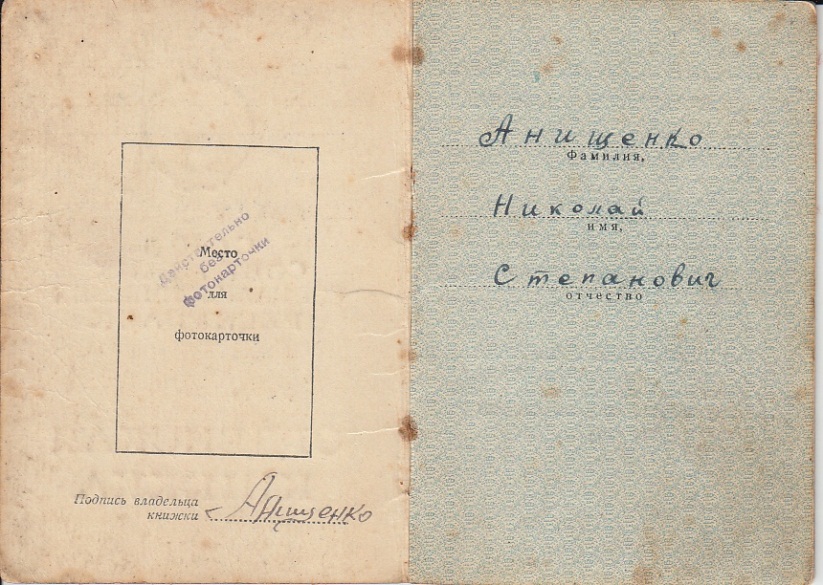 Место
для
фотокарточки
Действительно
без
фотокарточки
Подпись владельца
книжки Анищенко
Анищенко
Фамилия,
Николай
имя,
Степанович
отчество